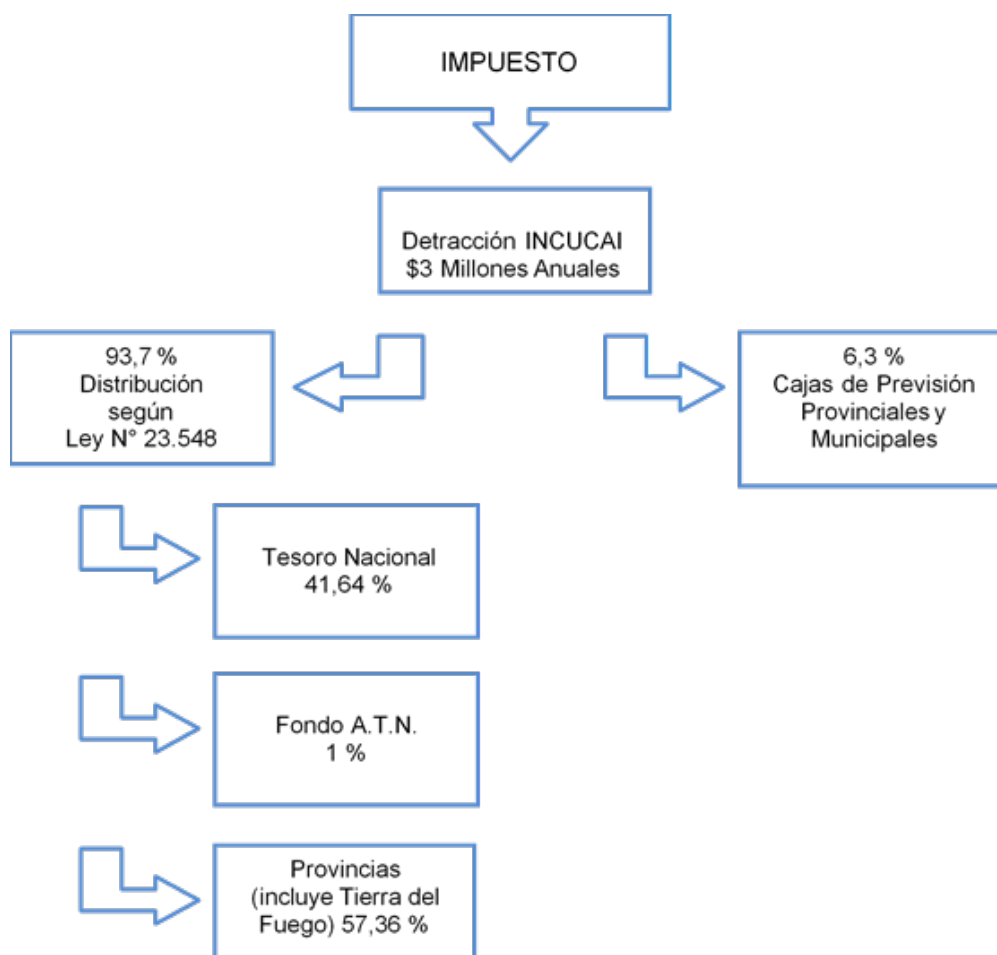 IMPUESTO
Detracción INCUCAI
$3 Millones Anuales
93,7 %
Distribución
según
Ley N° 23.548
6,3 %
Cajas de Previsión
Provinciales y
Municipales
Tesoro Nacional
41,64 %
Fondo A.T.N.
1 %
Provincias
(incluye Tierra del
Fuego) 57,36 %